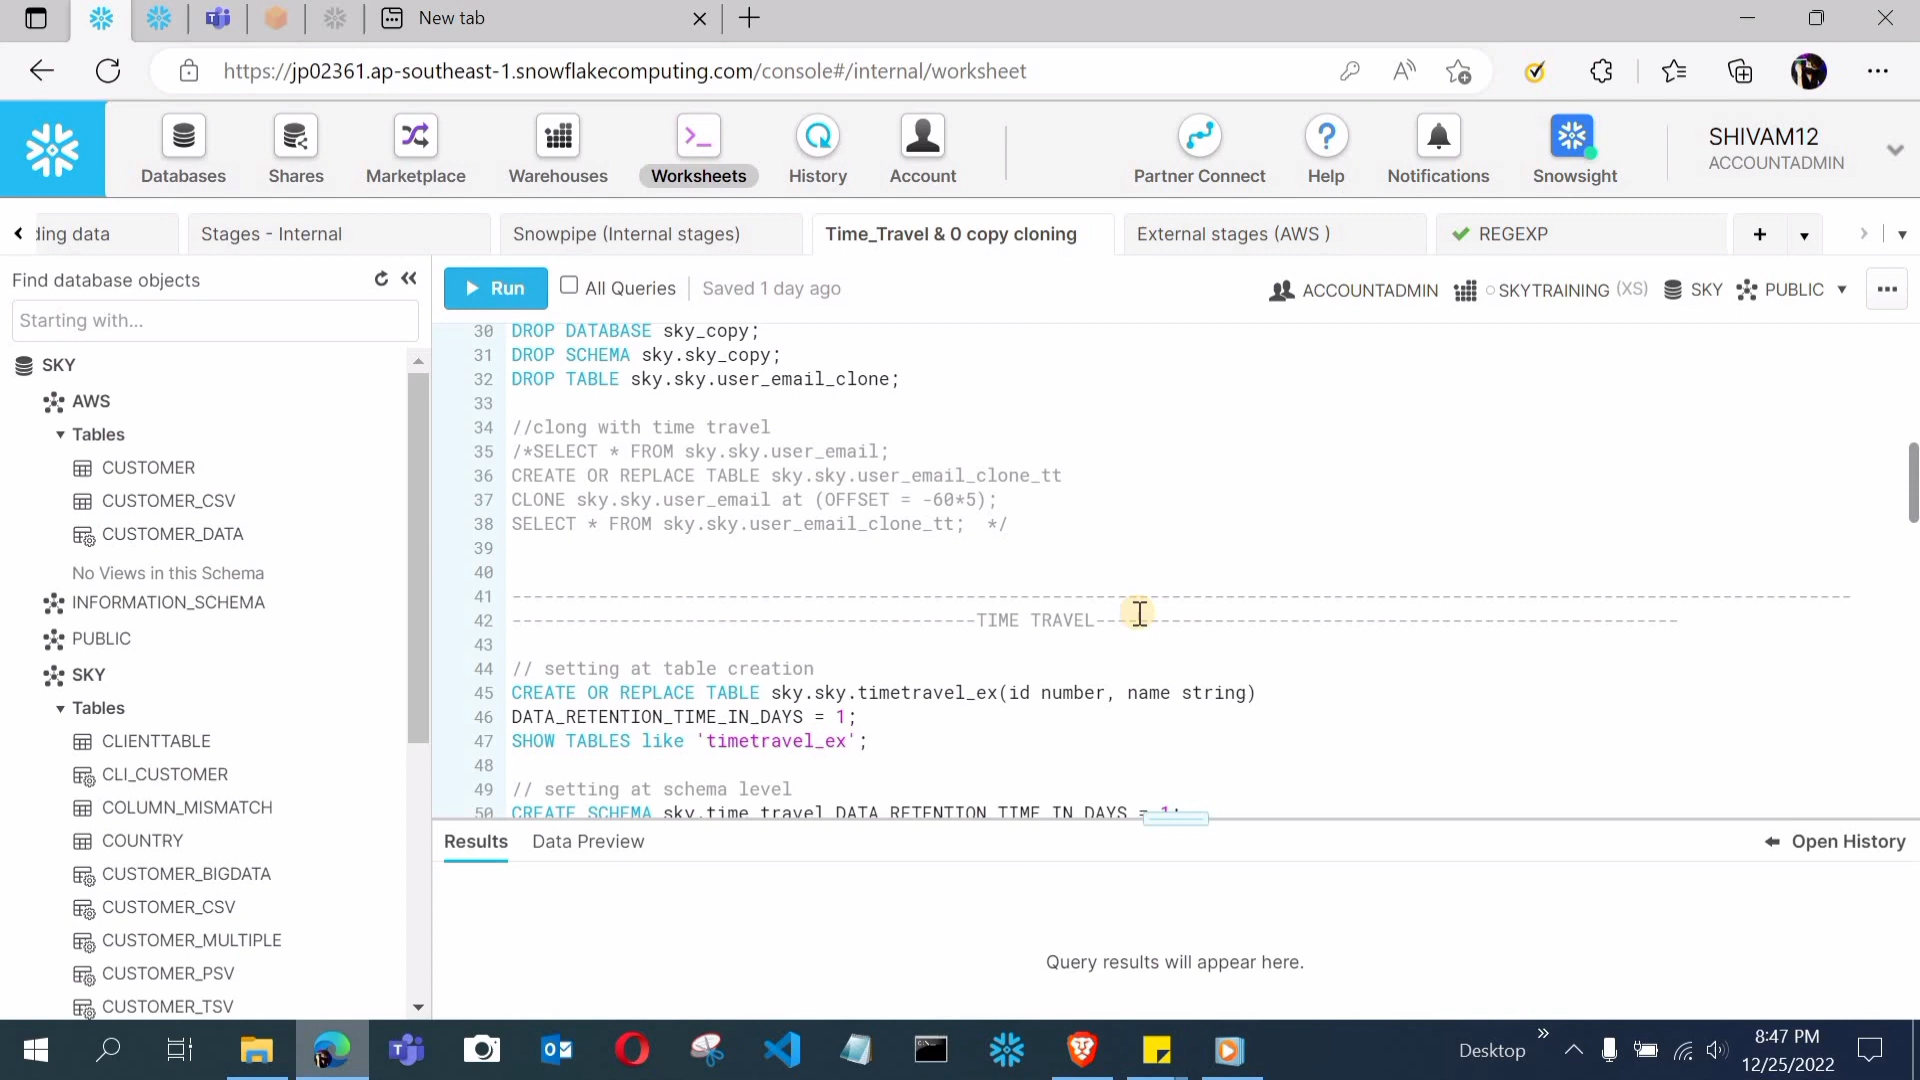 New tab
https://jp02361.ap-southeast-1.snowflakecomputing.com/console#/internal/worksheet
Databases
Shares
Marketplace
Warehouses
Worksheets
History
Account
Partner Connect
Help
Notifications
Snowsight
SHIVAM12
ACCOUNTADMIN
ding data
Stages - Internal
Snowpipe (Internal stages)
Time_Travel & 0 copy cloning
External stages (AWS )
REGEXP
Find database objects
Starting with...
SKY
AWS
Tables
CUSTOMER
CUSTOMER_CSV
CUSTOMER_DATA
No Views in this Schema
INFORMATION_SCHEMA
PUBLIC
SKY
Tables
CLIENTTABLE
CLI_CUSTOMER
COLUMN_MISMATCH
COUNTRY
CUSTOMER_BIGDATA
CUSTOMER_CSV
CUSTOMER_MULTIPLE
CUSTOMER_PSV
CUSTOMER_TSV
Run
All Queries
Saved 1 day ago
ACCOUNTADMIN
SKYTRAINING (XS)
SKY
PUBLIC
30 DROP DATABASE sky_copy;
31 DROP SCHEMA sky.sky_copy;
32 DROP TABLE sky.sky.user_email_clone;
33
34 //clong with time travel
35 /*SELECT * FROM sky.sky.user_email;
36 CREATE OR REPLACE TABLE sky.sky.user_email_clone_tt
37 CLONE sky.sky.user_email at (OFFSET = -60*5);
38 SELECT * FROM sky.sky.user_email_clone_tt;  */
39
40
41 ----------------------------------------------------------------------------------------------------------------------------
42 -------------------------------------------TIME TRAVEL------------------------------------------------------
43
44 // setting at table creation
45 CREATE OR REPLACE TABLE sky.sky.timetravel_ex(id number, name string)
46 DATA_RETENTION_TIME_IN_DAYS = 1;
47 SHOW TABLES like 'timetravel_ex';
48
49 // setting at schema level
50 CREATE SCHEMA sky.time_travel DATA_RETENTION_TIME_IN_DAYS = 1;
Results
Data Preview
Open History
Query results will appear here.
Desktop
8:47 PM
12/25/2022